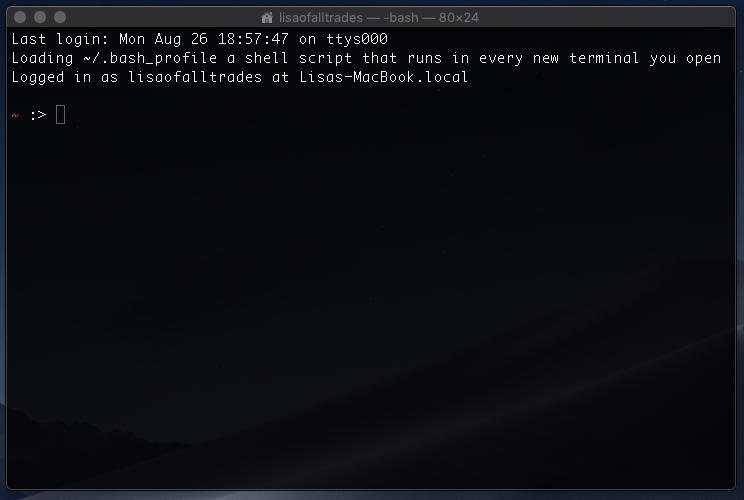 lisaofalltrades — -bash — 80×24
Last login: Mon Aug 26 18:57:47 on ttys000
Loading ~/.bash_profile a shell script that runs in every new terminal you open
Logged in as lisaofalltrades at Lisas-MacBook.local
~ :>